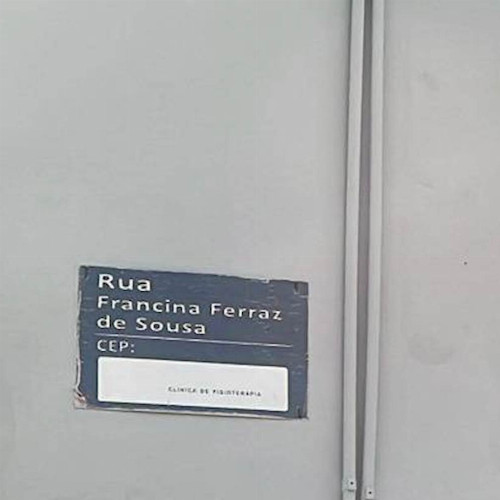 Rua
Francina Ferraz
de Sousa
CEP:
CLINICA DE FISIOTERAPIA